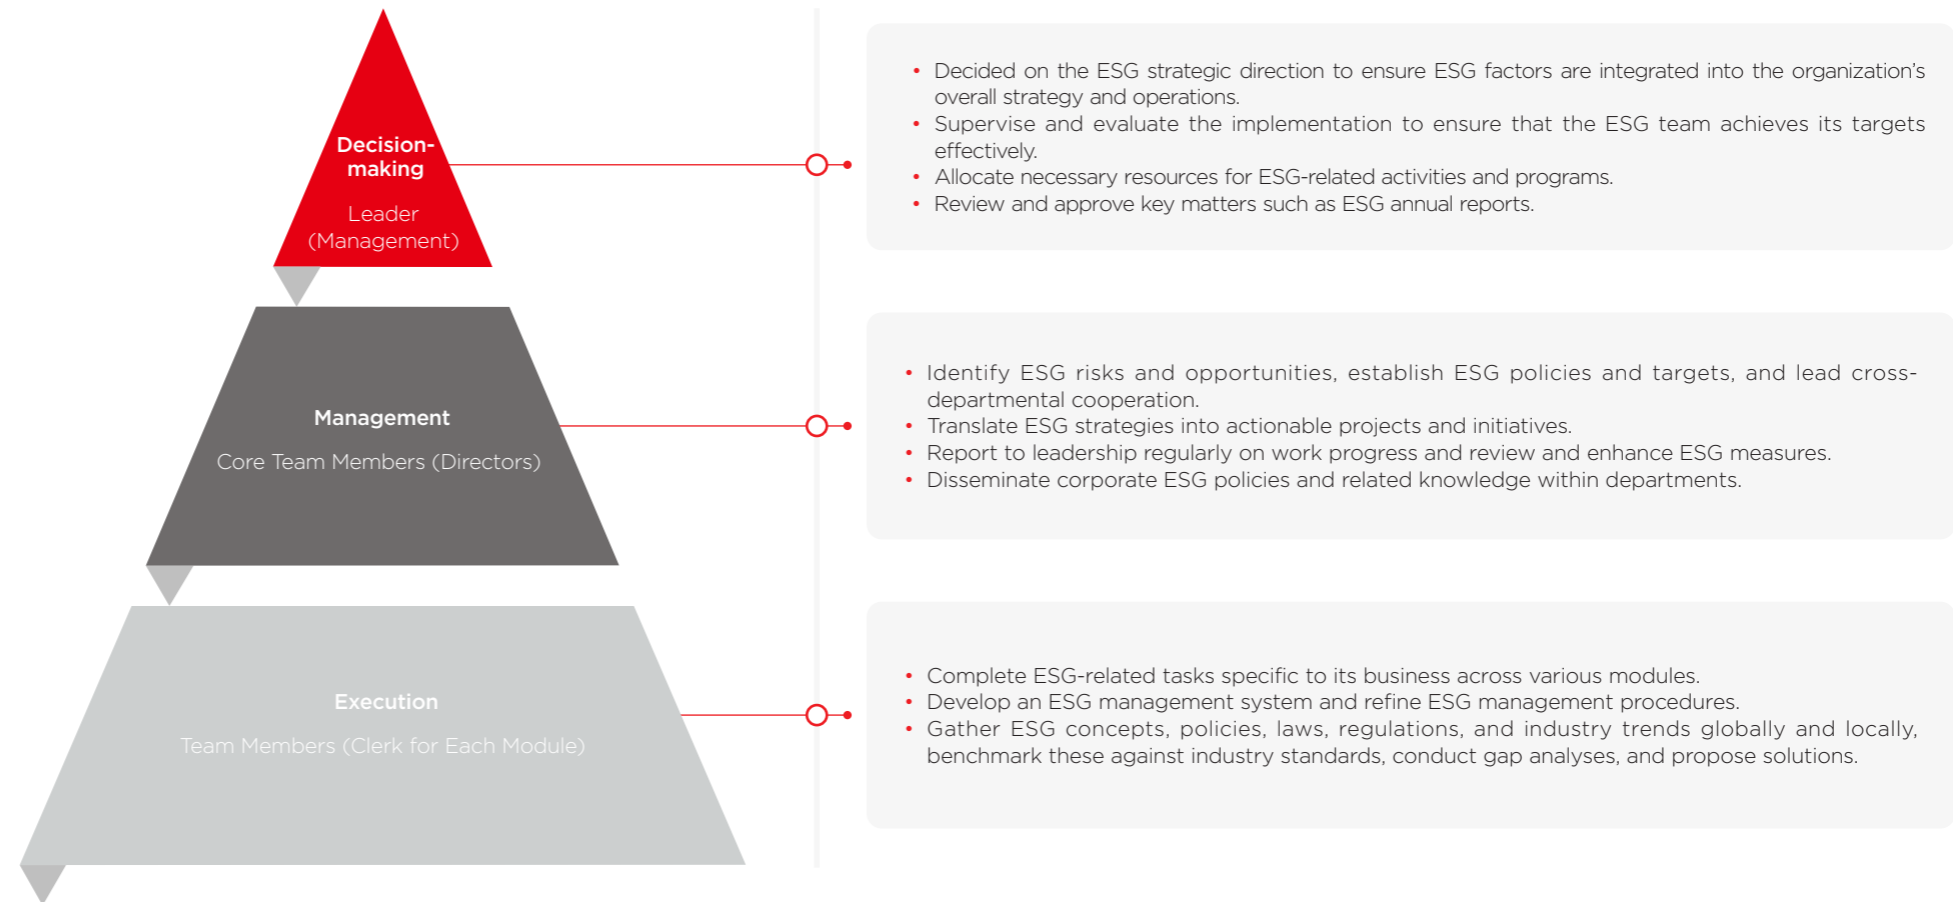 Decision-
making
Leader
(Management)
• Decided on the ESG strategic direction to ensure ESG factors are integrated into the organization’s
overall strategy and operations.
• Supervise and evaluate the implementation to ensure that the ESG team achieves its targets
effectively.
• Allocate necessary resources for ESG-related activities and programs.
• Review and approve key matters such as ESG annual reports.
Management
Core Team Members (Directors)
• Identify ESG risks and opportunities, establish ESG policies and targets, and lead cross-
departmental cooperation.
• Translate ESG strategies into actionable projects and initiatives.
• Report to leadership regularly on work progress and review and enhance ESG measures.
• Disseminate corporate ESG policies and related knowledge within departments.
Execution
Team Members (Clerk for Each Module)
• Complete ESG-related tasks specific to its business across various modules.
• Develop an ESG management system and refine ESG management procedures.
• Gather ESG concepts, policies, laws, regulations, and industry trends globally and locally,
benchmark these against industry standards, conduct gap analyses, and propose solutions.